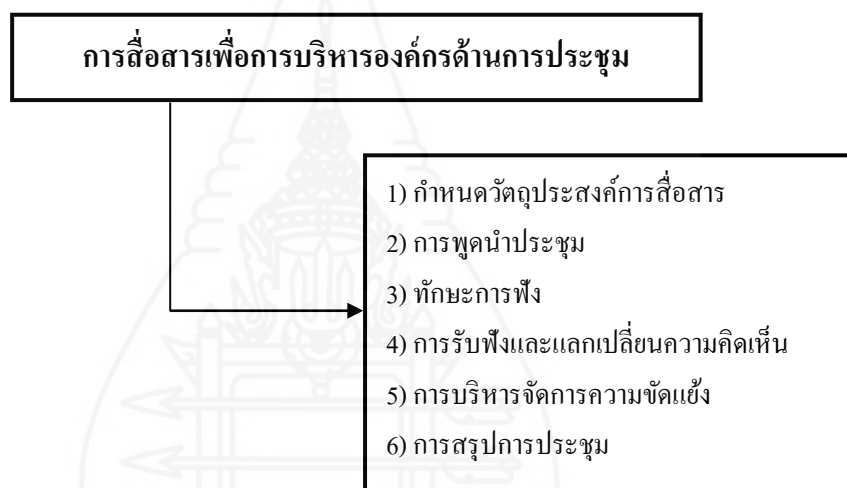 การสื่อสารเพื่อการบริหารองค์กรด้านการประชุม
1) กำหนดวัตถุประสงค์การสื่อสาร
2) การพูดนำประชุม
3) ทักษะการฟัง
4) การรับฟังและแลกเปลี่ยนความคิดเห็น
5) การบริหารจัดการความขัดแย้ง
6) การสรุปการประชุม